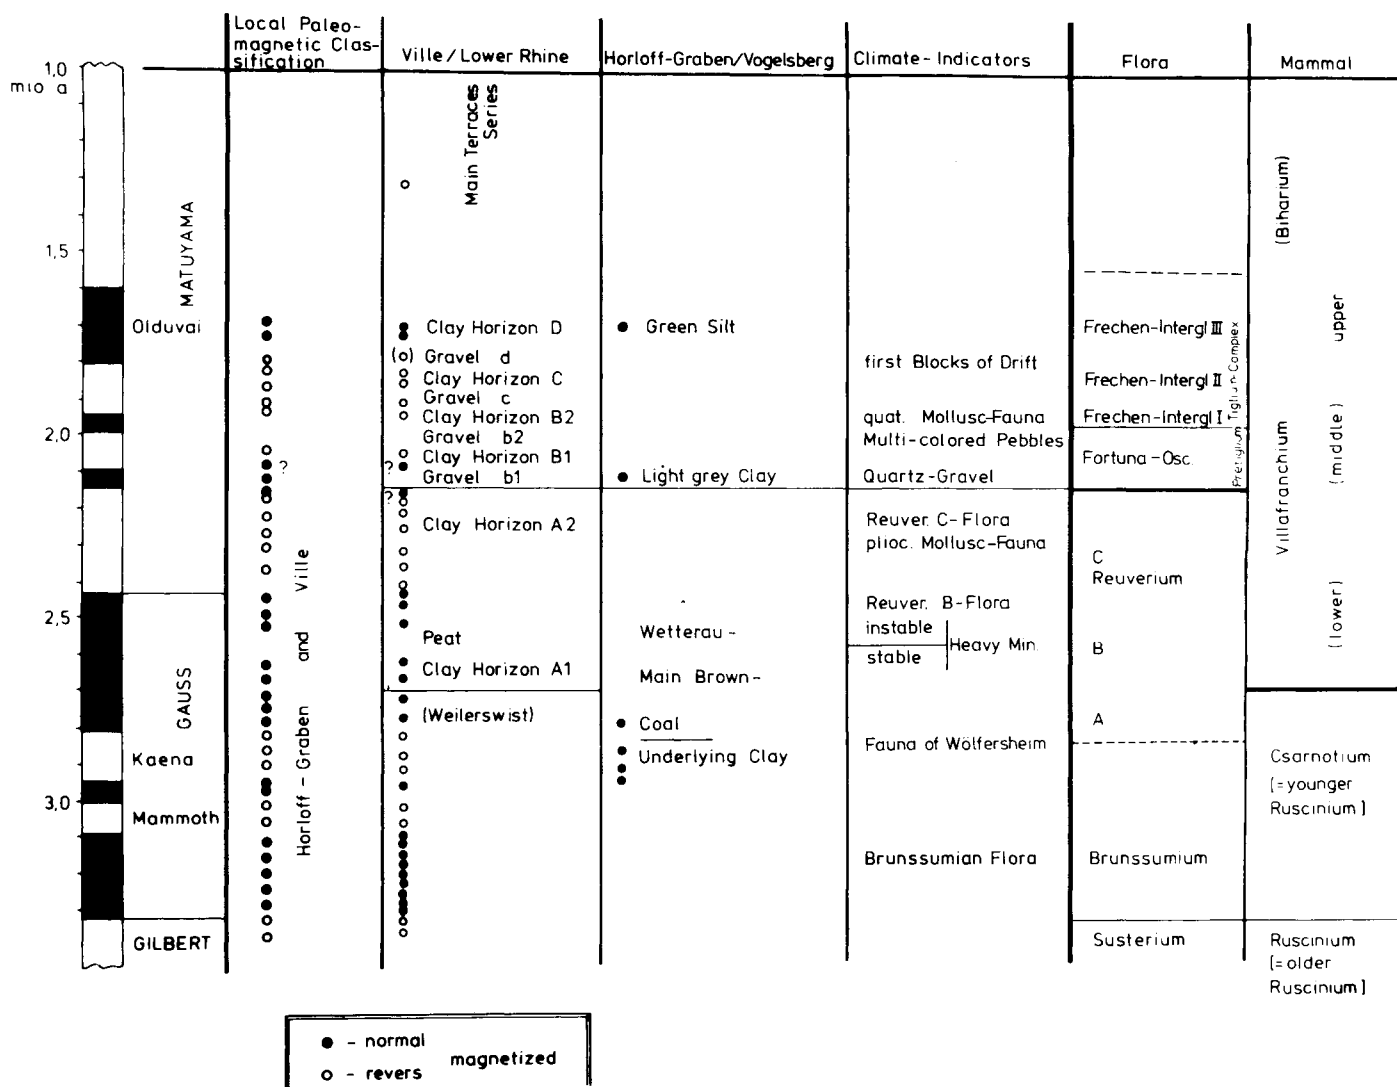 Local Paleo-
magnetic Clas-
sification
Ville/Lower Rhine
Horloff-Graben/Vogelsberg
Climate-Indicators
Flora
Mammal
1,0
mio a
1,5
2,0
2,5
3,0
MATUYAMA
Olduvai
GAUSS
Kaena
Mammoth
GILBERT
Horloff-Graben and Ville
?
Main Terraces
Series
Clay Horizon D
(o) Gravel d
Clay Horizon C
Gravel c
Clay Horizon B2
Gravel b2
Clay Horizon B1
? Gravel b1
?
Clay Horizon A2
Peat
Clay Horizon A1
(Weilerswist)
Green Silt
Light grey Clay
Wetterau-
Main Brown-
Coal
Underlying Clay
first Blocks of Drift
quat. Mollusc-Fauna
Multi-colored Pebbles
Quartz-Gravel
Reuver. C-Flora
plioc. Mollusc-Fauna
Reuver. B-Flora
instable
stable
Heavy Min.
Fauna of Wölfersheim
Brunssumian Flora
Frechen-Intergl III
Frechen-Intergl II
Frechen-Intergl I
Fortuna-Osc.
Tiglium-Complex
Pretiglium
C
Reuverium
B
A
Brunssumium
Susterium
(Biharium)
upper
(middle)
Villafranchium
(lower)
Csarnotium
[=younger
Ruscinium]
Ruscinium
[=older
Ruscinium]
● - normal
magnetized
o - revers